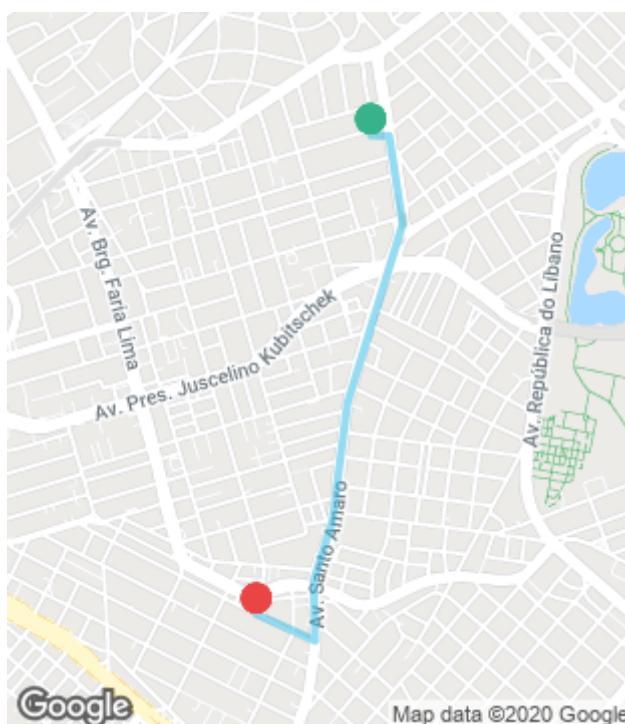 Av. Brg. Faria Lima
Av. Pres. Juscelino Kubitschek
Av. República do Líbano
Av. Santo Amaro
Google
Map data ©2020 Google